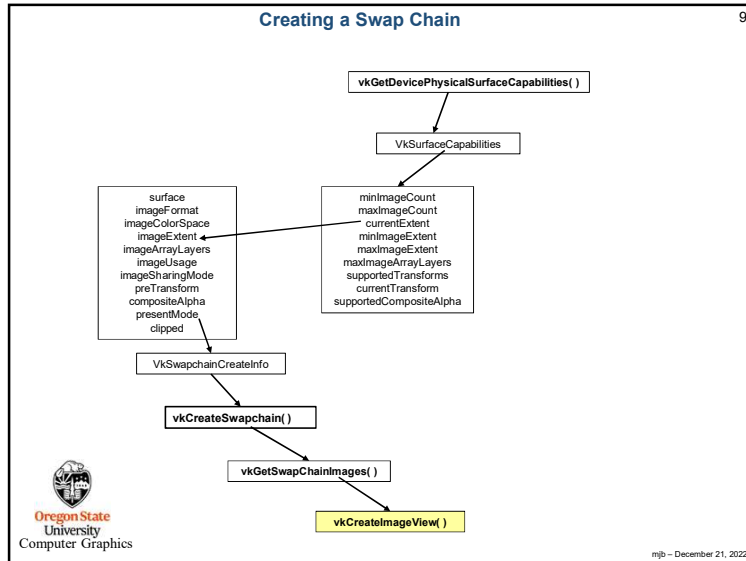 Creating a Swap Chain
9
vkGetDevicePhysicalSurfaceCapabilities( )
VkSurfaceCapabilities
surface
imageFormat
imageColorSpace
imageExtent
imageArrayLayers
imageUsage
imageSharingMode
preTransform
compositeAlpha
presentMode
clipped
minImageCount
maxImageCount
currentExtent
minImageExtent
maxImageExtent
maxImageArrayLayers
supportedTransforms
currentTransform
supportedCompositeAlpha
VkSwapchainCreateInfo
vkCreateSwapchain( )
vkGetSwapChainImages( )
vkCreateImageView( )
Oregon State
University
Computer Graphics
mjb – December 21, 2022